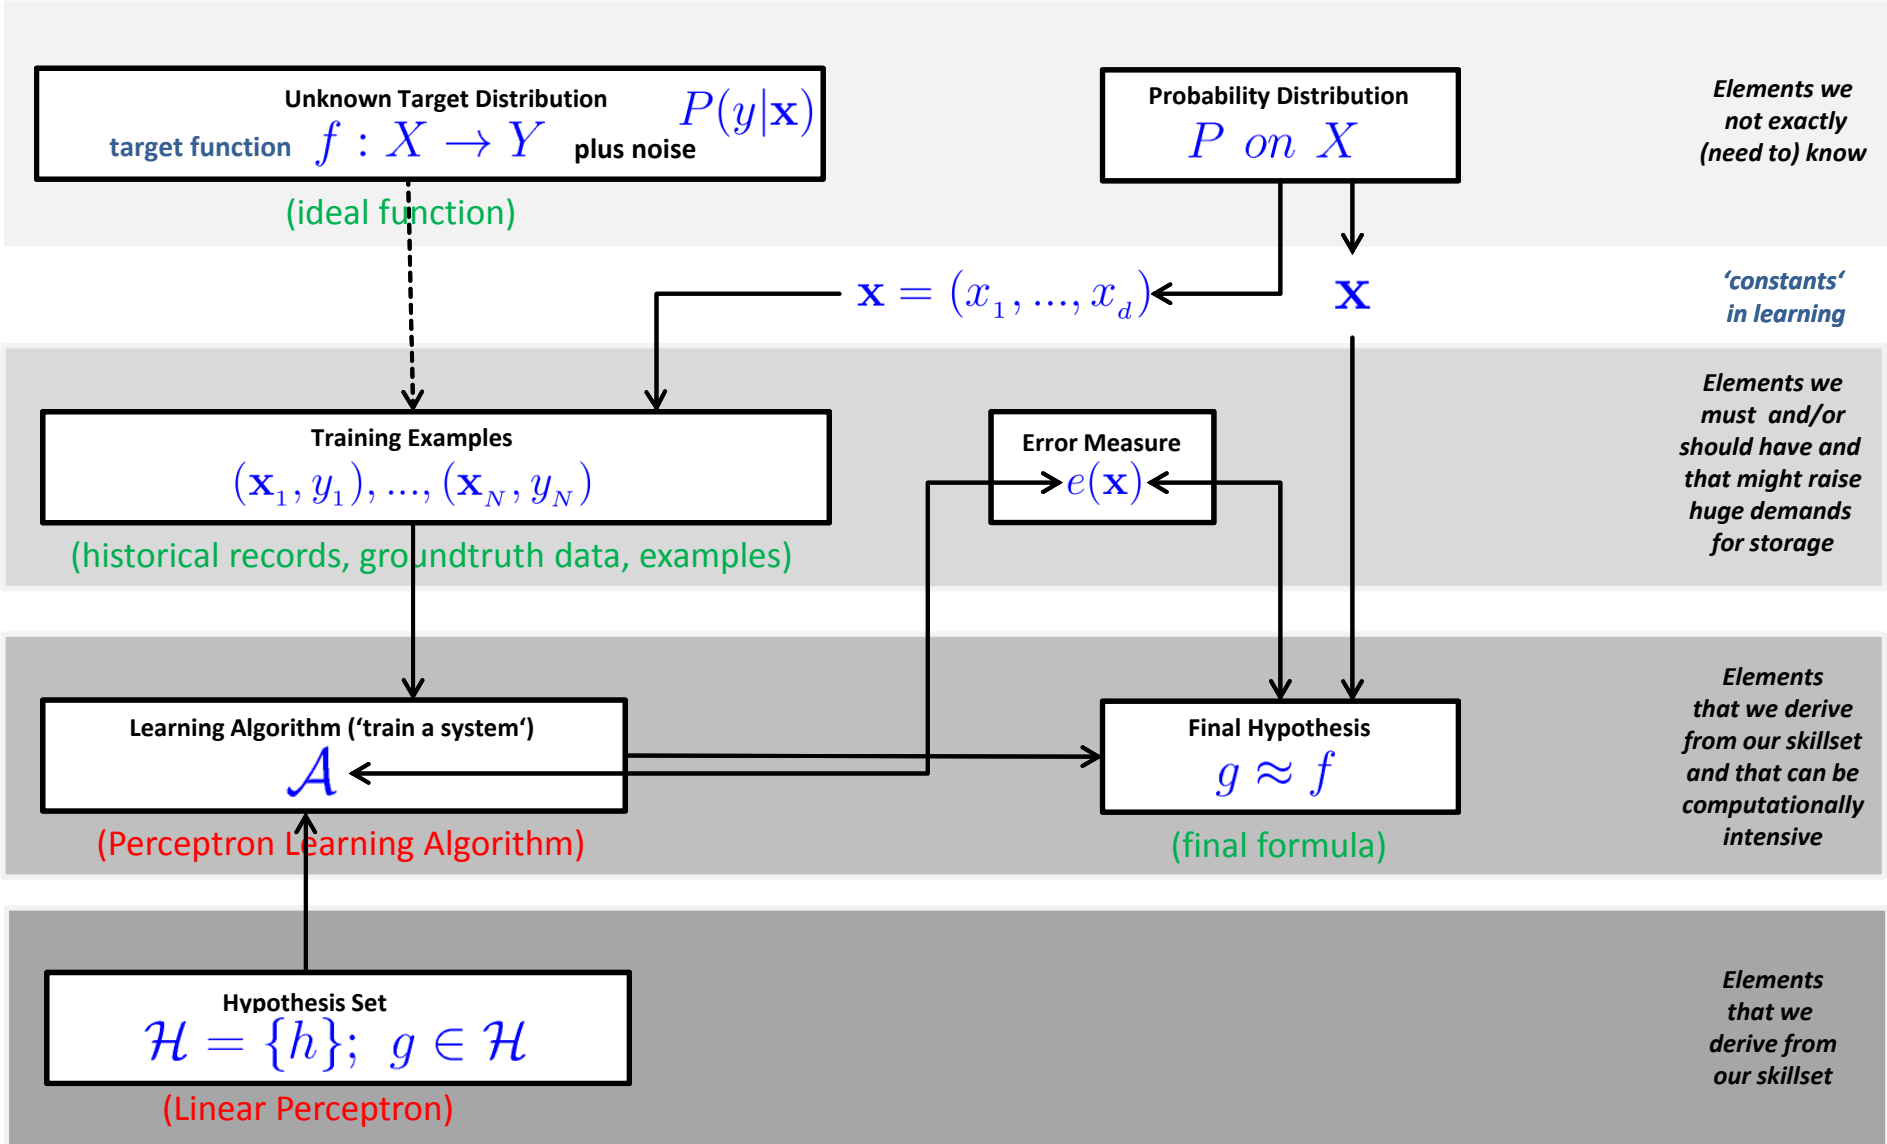 Unknown Target Distribution
P(y|𝐱)
target function f : X → Y plus noise
(ideal function)
Probability Distribution
P on X
Elements we
not exactly
(need to) know
𝐱 = (x₁, ..., x_d)
𝐱
‘constants‘
in learning
Training Examples
(𝐱₁, y₁), ..., (𝐱_N, y_N)
(historical records, groundtruth data, examples)
Error Measure
e(𝐱)
Elements we
must and/or
should have and
that might raise
huge demands
for storage
Learning Algorithm (‘train a system‘)
𝒜
(Perceptron Learning Algorithm)
Final Hypothesis
g ≈ f
(final formula)
Elements
that we derive
from our skillset
and that can be
computationally
intensive
Hypothesis Set
ℋ = {h}; g ∈ ℋ
(Linear Perceptron)
Elements
that we
derive from
our skillset